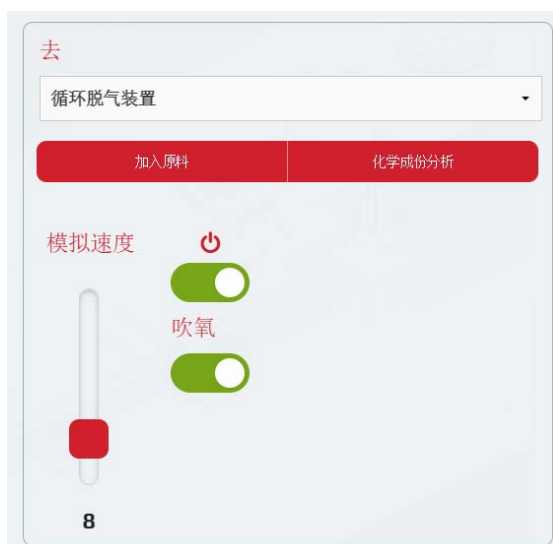 去
循环脱气装置
加入原料 化学成份分析
模拟速度
吹氧
8